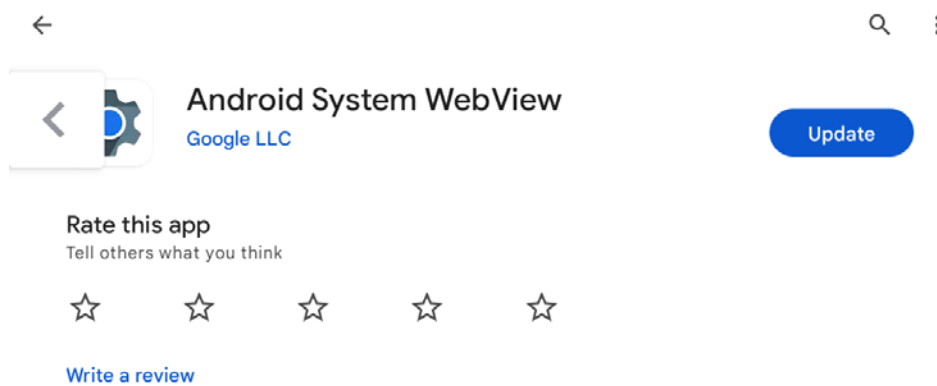 Android System WebView
Google LLC
Update
Rate this app
Tell others what you think
Write a review